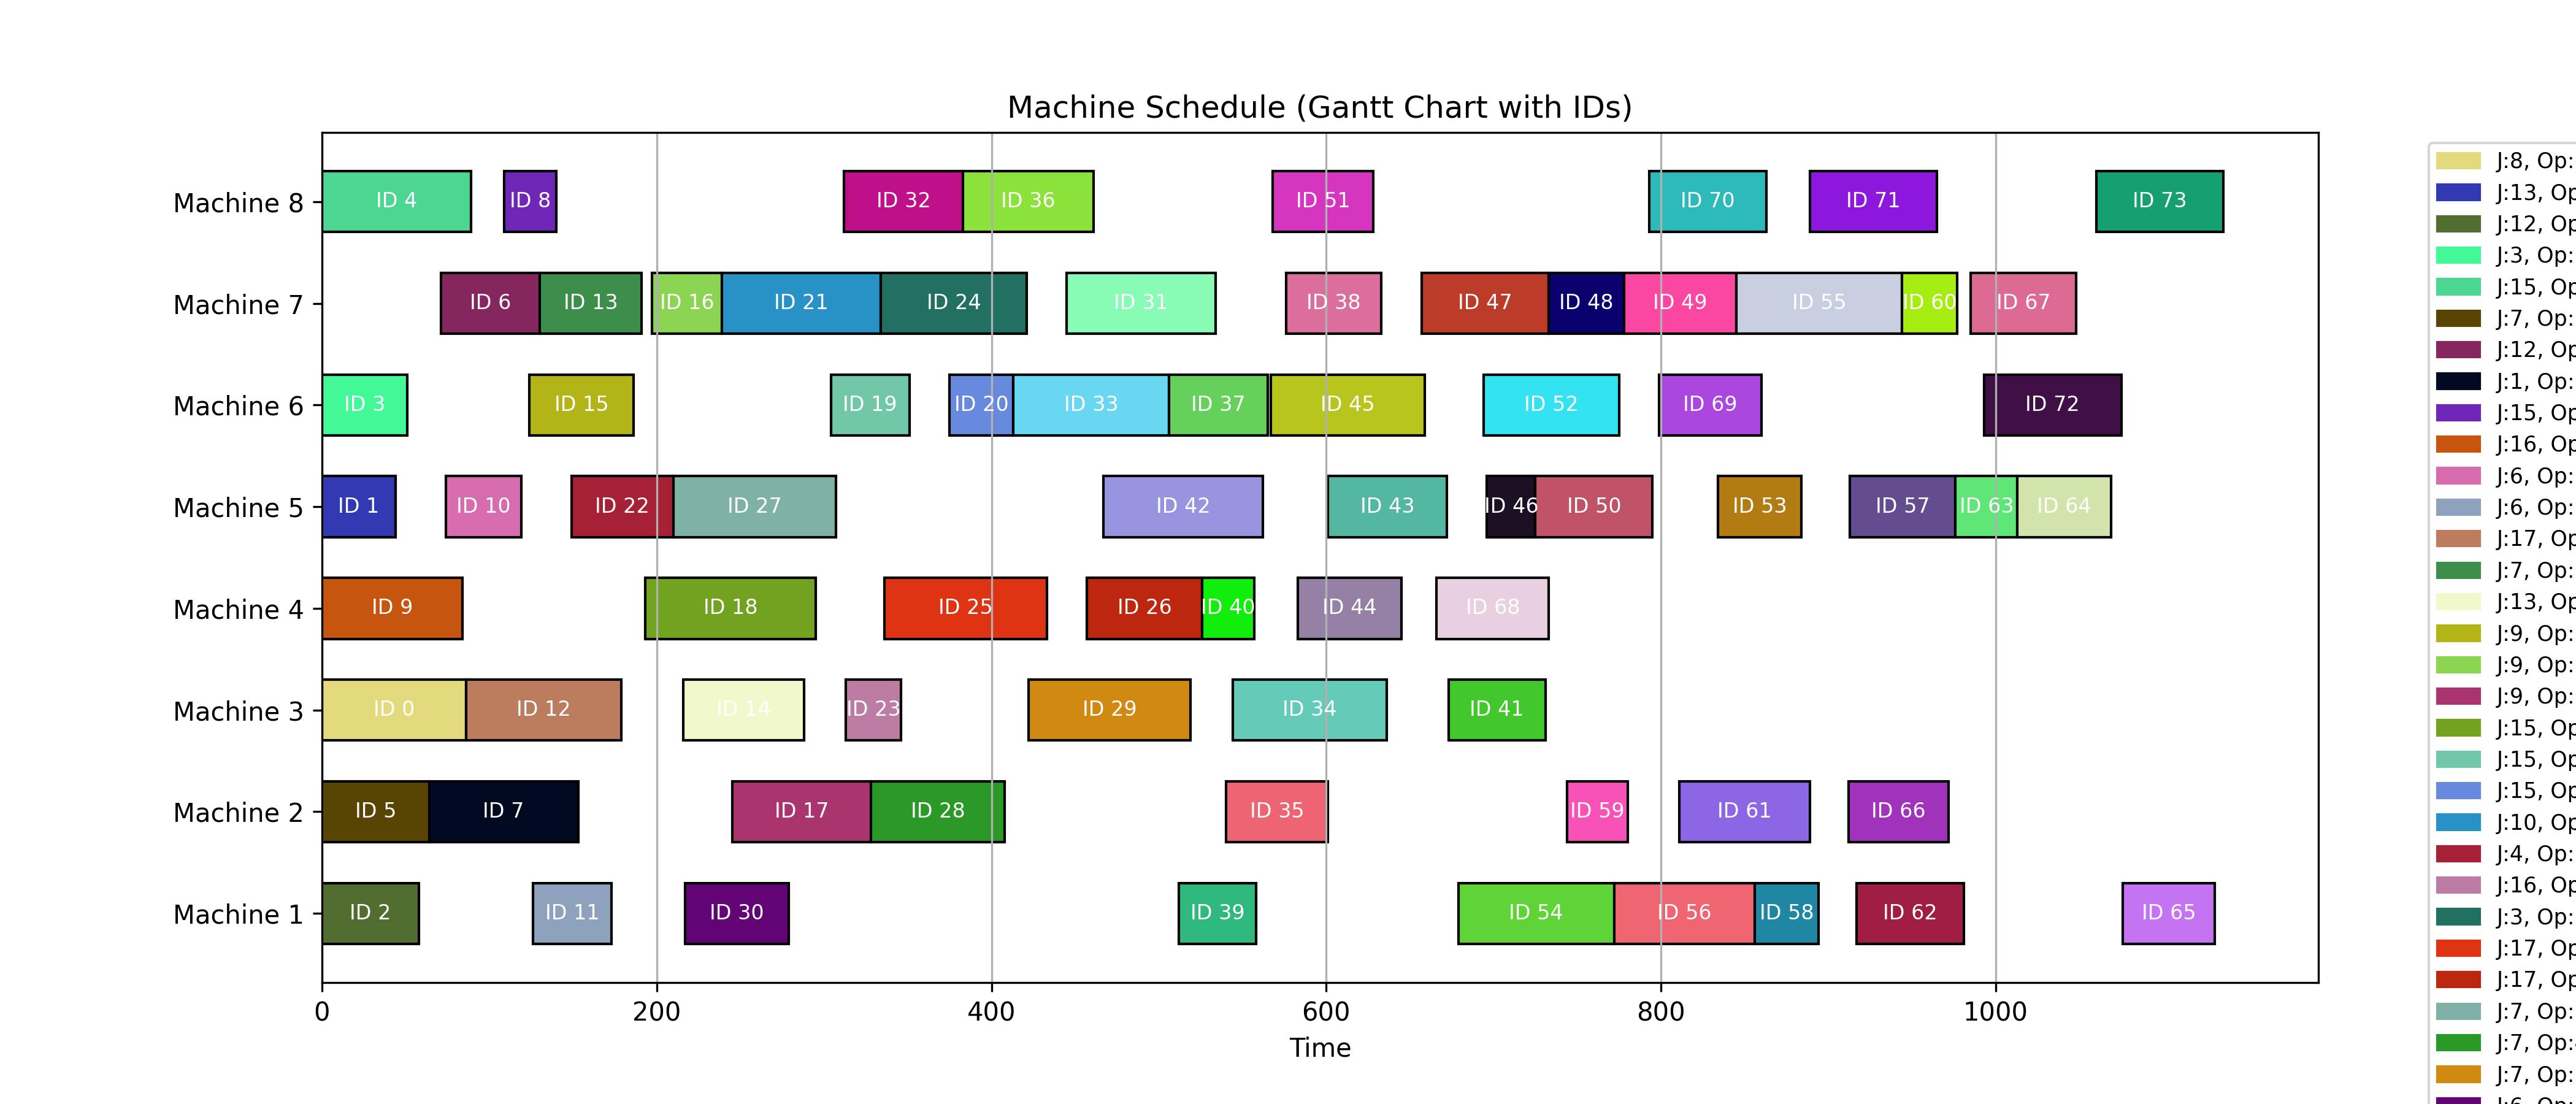 Machine Schedule (Gantt Chart with IDs)
Machine 8
ID 4
ID 8
ID 32
ID 36
ID 51
ID 70
ID 71
ID 73
Machine 7
ID 6
ID 13
ID 16
ID 21
ID 24
ID 31
ID 38
ID 47
ID 48
ID 49
ID 55
ID 60
ID 67
Machine 6
ID 3
ID 15
ID 19
ID 20
ID 33
ID 37
ID 45
ID 52
ID 69
ID 72
Machine 5
ID 1
ID 10
ID 22
ID 27
ID 42
ID 43
ID 46
ID 50
ID 53
ID 57
ID 63
ID 64
Machine 4
ID 9
ID 18
ID 25
ID 26
ID 40
ID 44
ID 68
Machine 3
ID 0
ID 12
ID 14
ID 23
ID 29
ID 34
ID 41
Machine 2
ID 5
ID 7
ID 17
ID 28
ID 35
ID 59
ID 61
ID 66
Machine 1
ID 2
ID 11
ID 30
ID 39
ID 54
ID 56
ID 58
ID 62
ID 65
0
200
400
600
800
1000
Time
J:8, Op:
J:13, Op
J:12, Op
J:3, Op:
J:15, Op
J:7, Op:
J:12, Op
J:1, Op:
J:15, Op
J:16, Op
J:6, Op:
J:6, Op:
J:17, Op
J:7, Op:
J:13, Op
J:9, Op:
J:9, Op:
J:9, Op:
J:15, Op
J:15, Op
J:15, Op
J:10, Op
J:4, Op:
J:16, Op
J:3, Op:
J:17, Op
J:17, Op
J:7, Op:
J:7, Op:
J:7, Op: